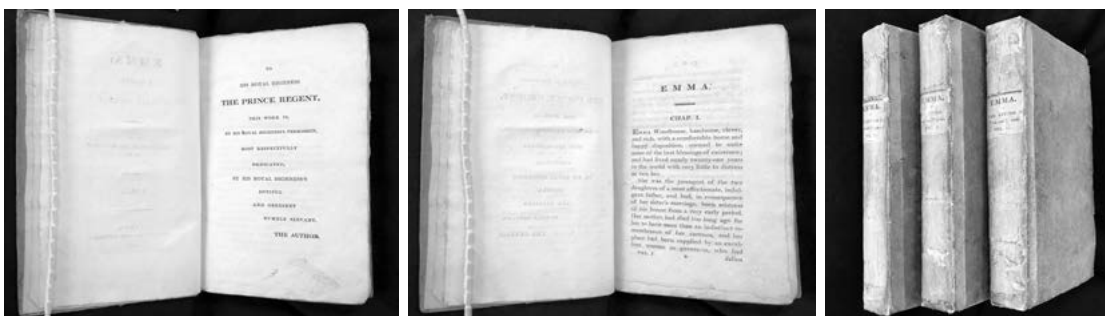 TO
HIS ROYAL HIGHNESS
THE PRINCE REGENT,
THIS WORK IS,
BY HIS ROYAL HIGHNESS'S PERMISSION,
MOST RESPECTFULLY
DEDICATED,
BY HIS ROYAL HIGHNESS'S
DUTIFUL
AND OBEDIENT
HUMBLE SERVANT,
THE AUTHOR.
EMMA.
CHAP. I.
EMMA Woodhouse, handsome, clever,
and rich, with a comfortable home and
happy disposition, seemed to unite
some of the best blessings of existence;
and had lived nearly twenty-one years
in the world with very little to distress
or vex her.
She was the youngest of the two
daughters of a most affectionate, indul-
gent father, and had, in consequence
of her sister's marriage, been mistress
of his house from a very early period.
Her mother had died too long ago for
her to have more than an indistinct re-
membrance of her caresses, and her
place had been supplied by an excel-
lent woman as governess, who had
VOL. I. fallen
EMMA.
EMMA.